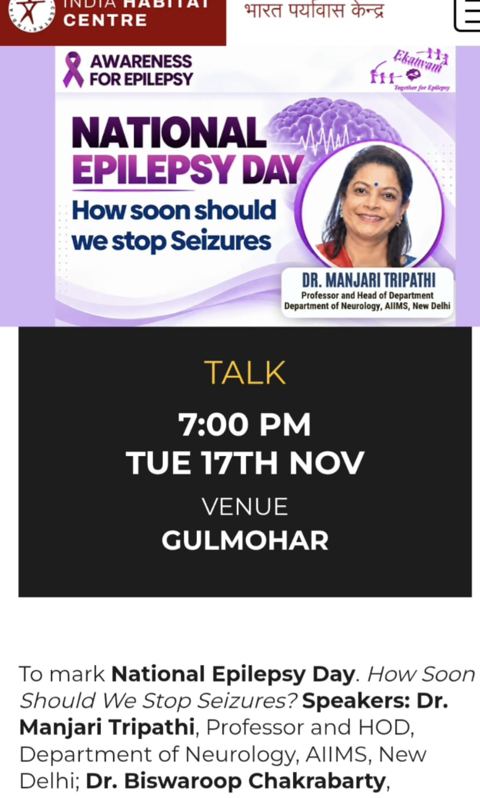 INDIA HABITAT
CENTRE
भारत पर्यावास केन्द्र
AWARENESS
FOR EPILEPSY
Ekatvam
Together for Epilepsy
NATIONAL
EPILEPSY DAY
How soon should
we stop Seizures
DR. MANJARI TRIPATHI
Professor and Head of Department
Department of Neurology, AIIMS, New Delhi
TALK
7:00 PM
TUE 17TH NOV
VENUE
GULMOHAR
To mark National Epilepsy Day. How Soon
Should We Stop Seizures? Speakers: Dr.
Manjari Tripathi, Professor and HOD,
Department of Neurology, AIIMS, New
Delhi; Dr. Biswaroop Chakrabarty,